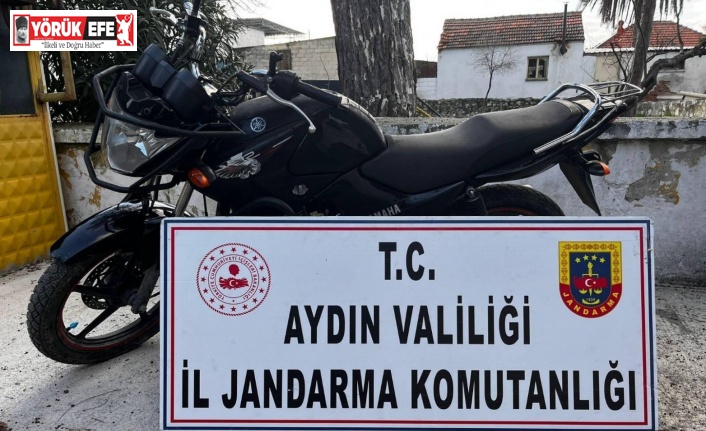 YÖRÜK EFE
"İlkeli ve Doğru Haber"
YAMAHA
T.C.
AYDIN VALİLİĞİ
İL JANDARMA KOMUTANLIĞI
JANDARMA